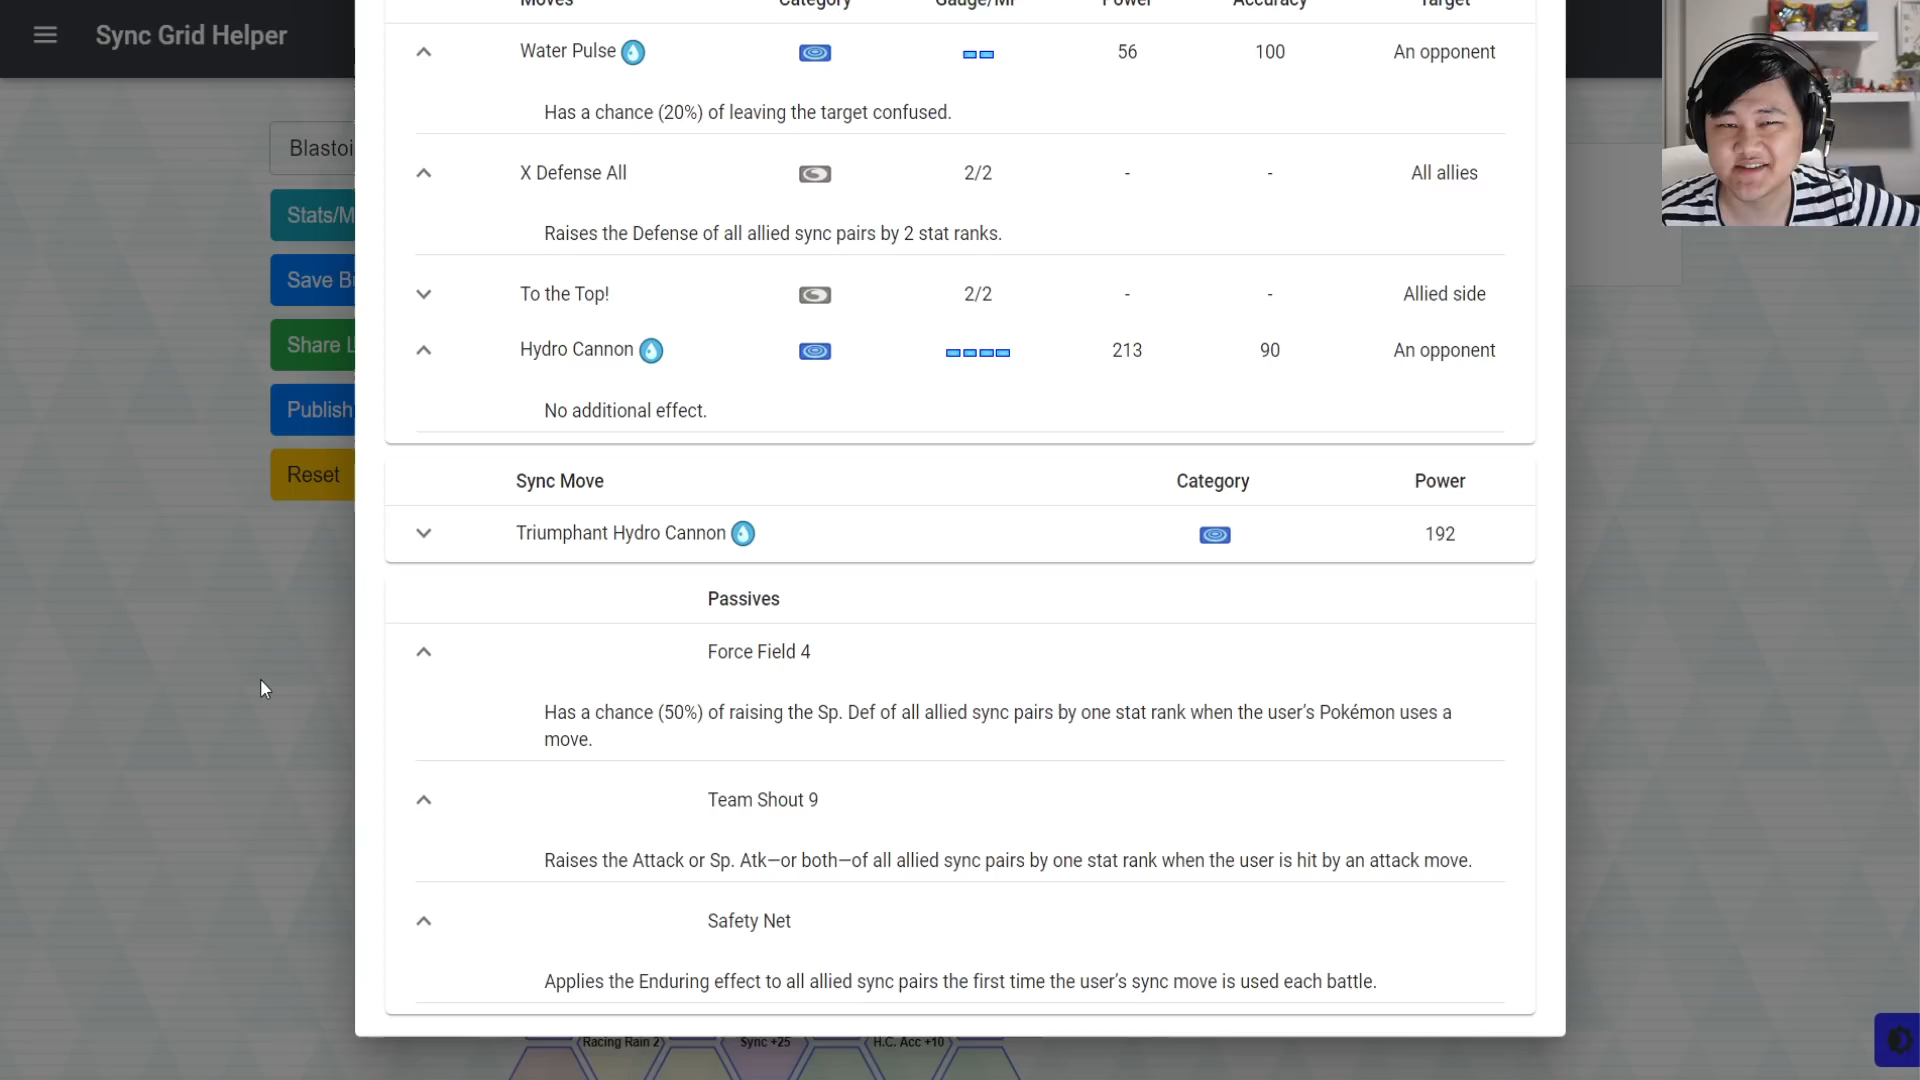 Sync Grid Helper
Moves Category Gauge/MP Power Accuracy Target
Water Pulse 56 100 An opponent
Has a chance (20%) of leaving the target confused.
X Defense All 2/2 - - All allies
Raises the Defense of all allied sync pairs by 2 stat ranks.
To the Top! 2/2 - - Allied side
Hydro Cannon 213 90 An opponent
No additional effect.
Sync Move Category Power
Triumphant Hydro Cannon 192
Passives
Force Field 4
Has a chance (50%) of raising the Sp. Def of all allied sync pairs by one stat rank when the user’s Pokémon uses a
move.
Team Shout 9
Raises the Attack or Sp. Atk—or both—of all allied sync pairs by one stat rank when the user is hit by an attack move.
Safety Net
Applies the Enduring effect to all allied sync pairs the first time the user’s sync move is used each battle.
Blastoi
Stats/M
Save B
Share L
Publish
Reset
Racing Rain 2 Sync +25 H.C. Acc +10